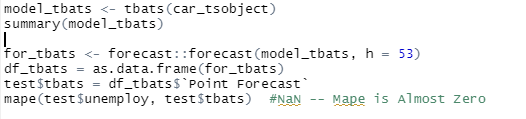 model_tbats <- tbats(car_tsobject)
summary(model_tbats)
for_tbats <- forecast::forecast(model_tbats, h = 53)
df_tbats = as.data.frame(for_tbats)
test$tbats = df_tbats$`Point Forecast`
mape(test$unemploy, test$tbats)  #NaN -- Mape is Almost Zero